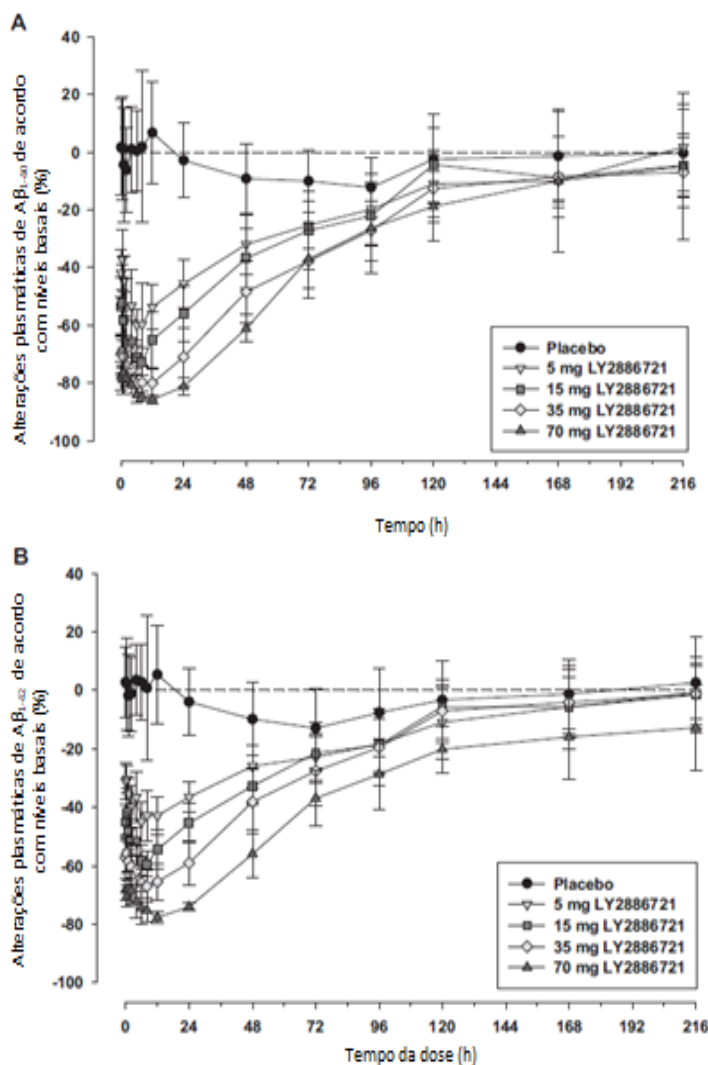 A
Alterações plasmáticas de Aβ1-40 de acordo
com níveis basais (%)
40
20
0
-20
-40
-60
-80
-100
Placebo
5 mg LY2886721
15 mg LY2886721
35 mg LY2886721
70 mg LY2886721
0 24 48 72 96 120 144 168 192 216
Tempo (h)
B
Alterações plasmáticas de Aβ1-42 de acordo
com níveis basais (%)
40
20
0
-20
-40
-60
-80
-100
Placebo
5 mg LY2886721
15 mg LY2886721
35 mg LY2886721
70 mg LY2886721
0 24 48 72 96 120 144 168 192 216
Tempo da dose (h)